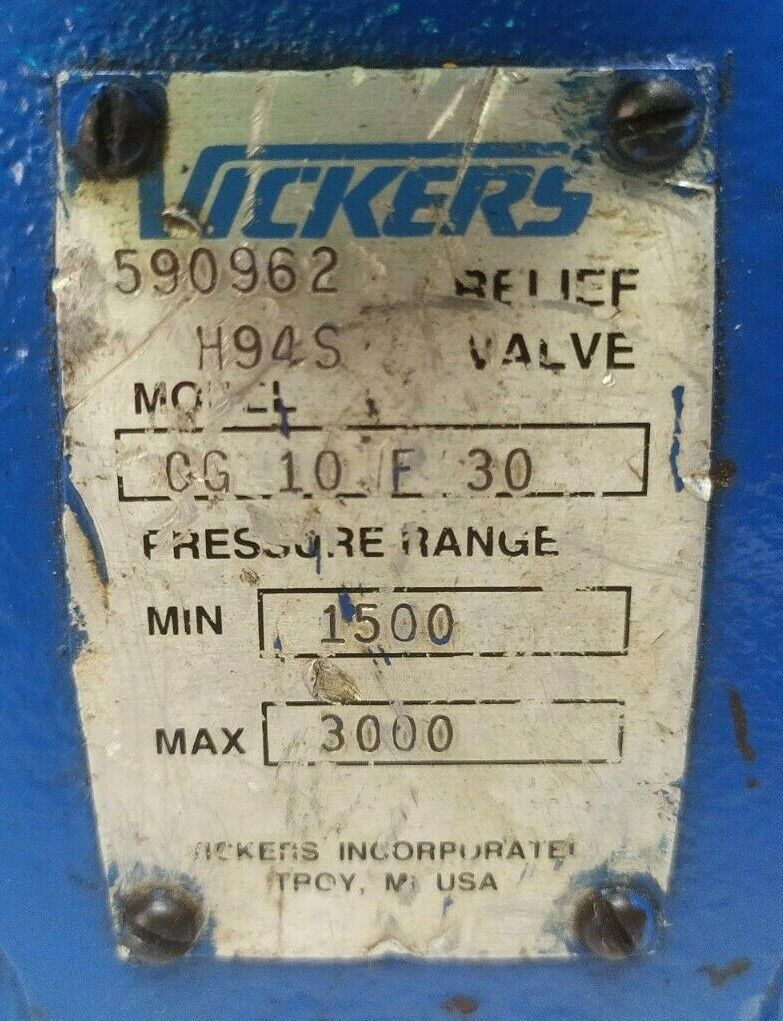 VICKERS
590962 RELIEF
H94S VALVE
MODEL
CG 10 F 30
PRESSURE RANGE
MIN 1500
MAX 3000
VICKERS INCORPORATED
TROY, MI USA